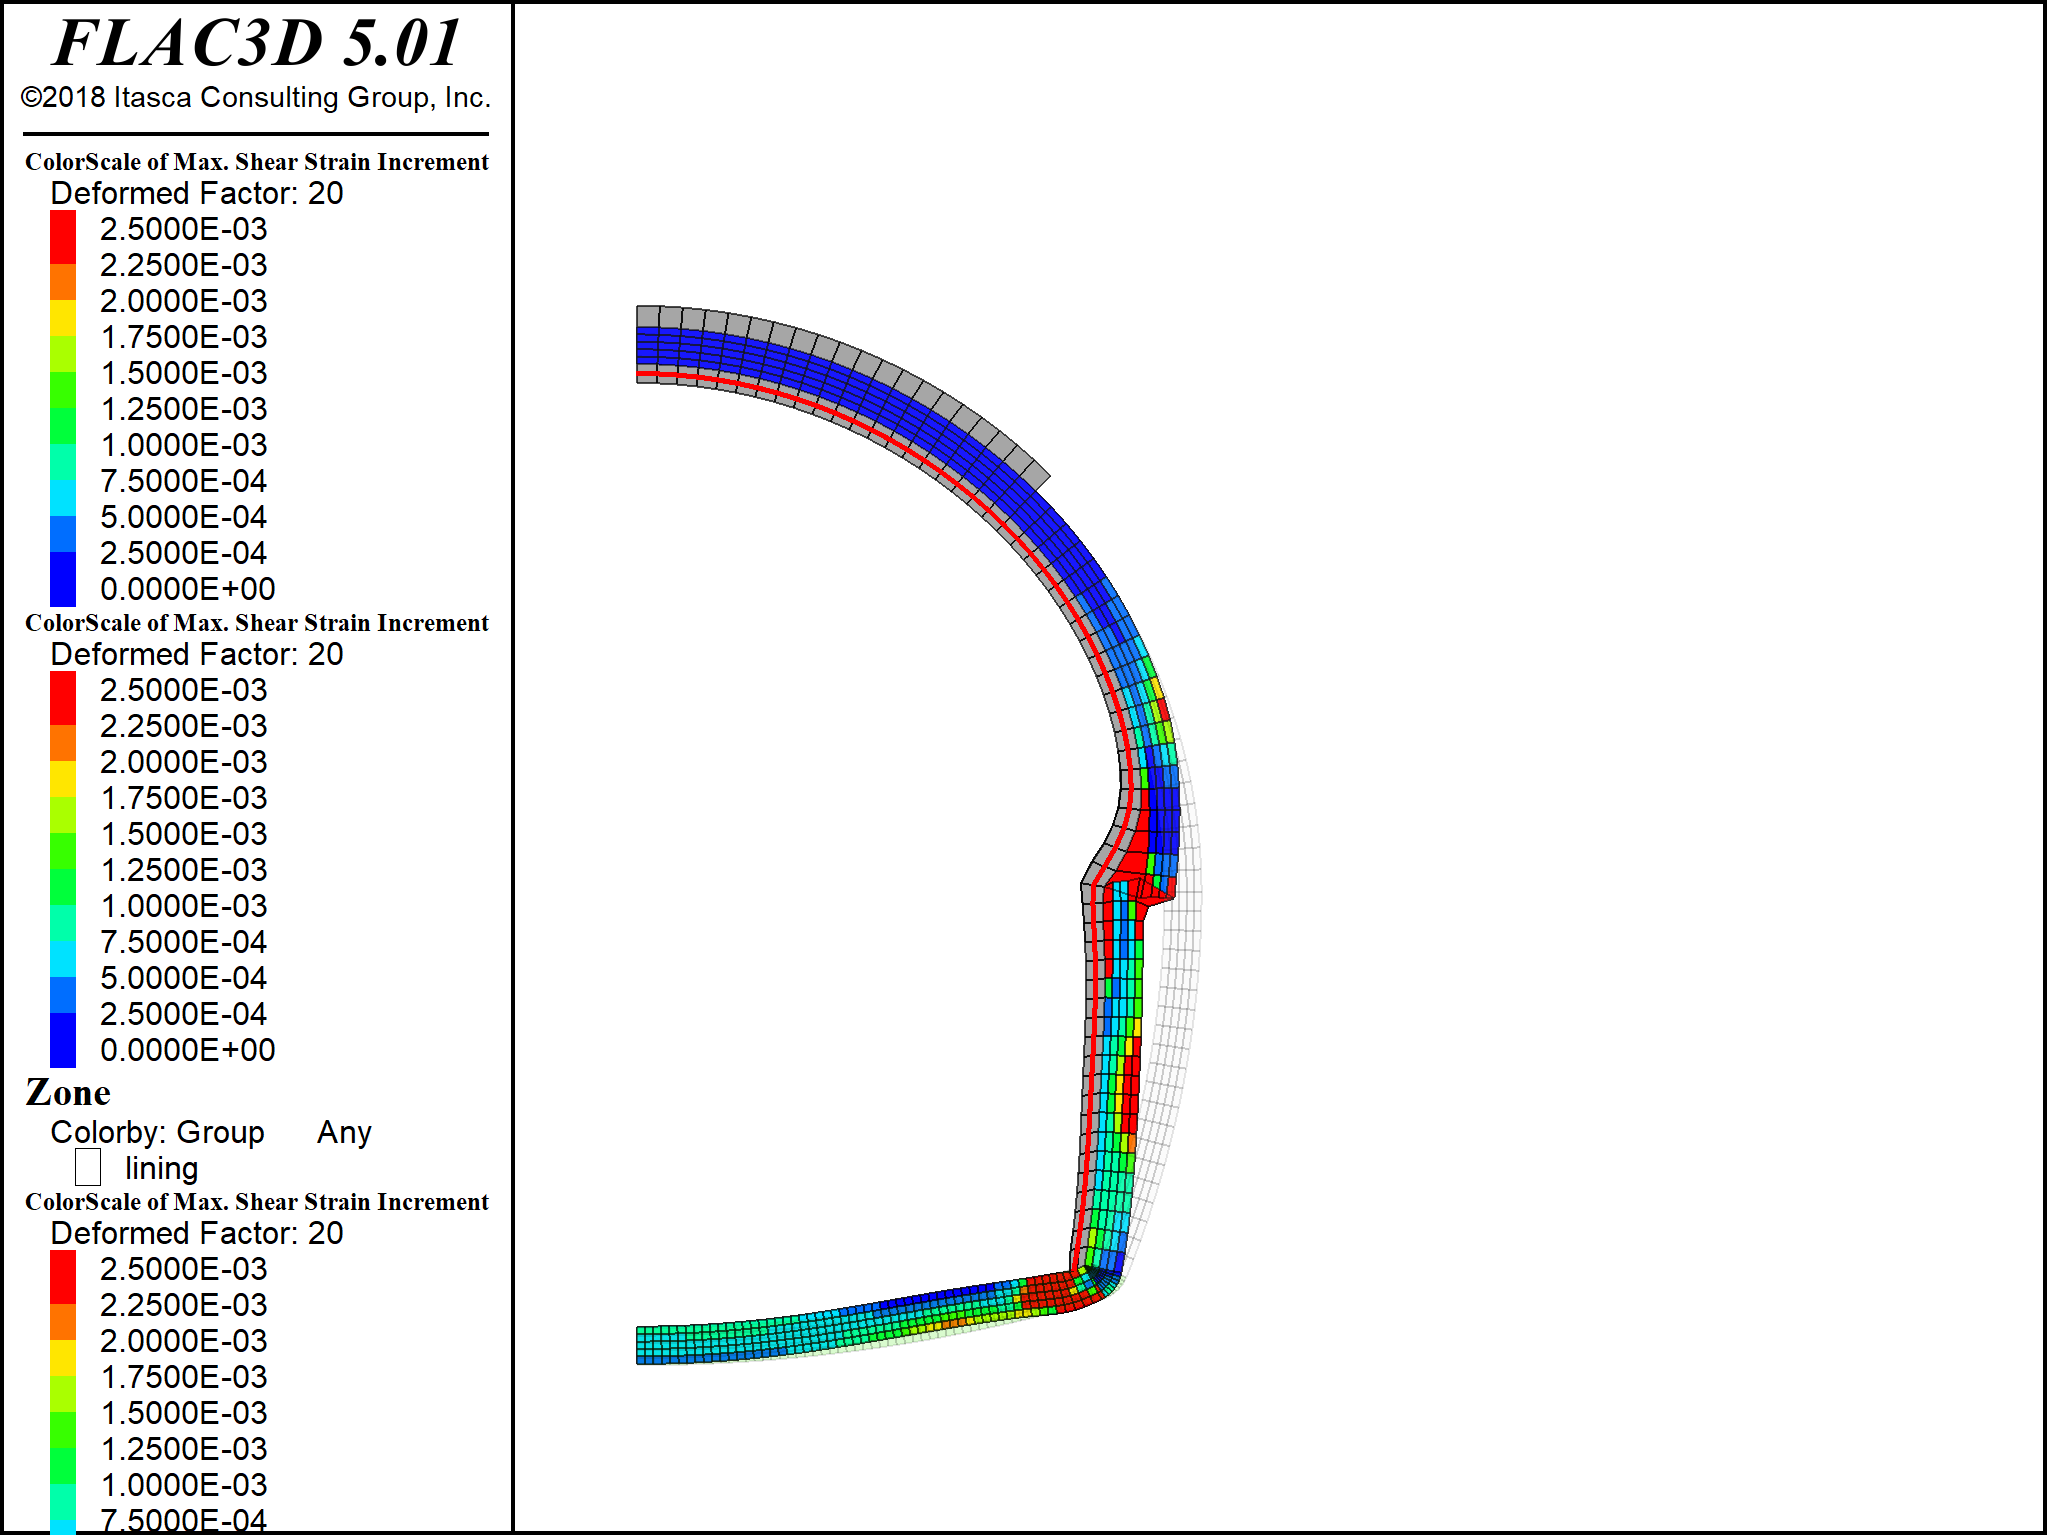 FLAC3D 5.01
©2018 Itasca Consulting Group, Inc.
ColorScale of Max. Shear Strain Increment
Deformed Factor: 20
2.5000E-03
2.2500E-03
2.0000E-03
1.7500E-03
1.5000E-03
1.2500E-03
1.0000E-03
7.5000E-04
5.0000E-04
2.5000E-04
0.0000E+00
ColorScale of Max. Shear Strain Increment
Deformed Factor: 20
2.5000E-03
2.2500E-03
2.0000E-03
1.7500E-03
1.5000E-03
1.2500E-03
1.0000E-03
7.5000E-04
5.0000E-04
2.5000E-04
0.0000E+00
Zone
Colorby: Group Any
lining
ColorScale of Max. Shear Strain Increment
Deformed Factor: 20
2.5000E-03
2.2500E-03
2.0000E-03
1.7500E-03
1.5000E-03
1.2500E-03
1.0000E-03
7.5000E-04